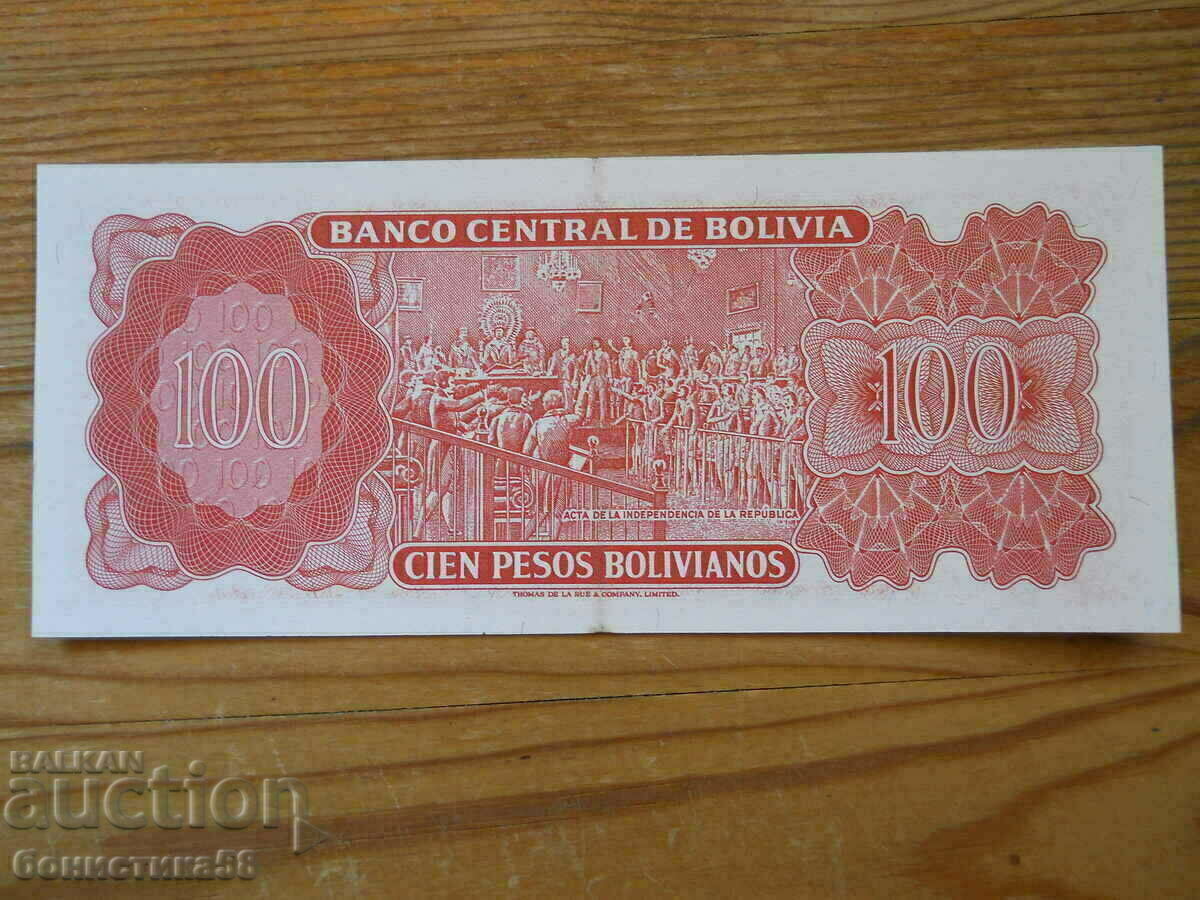 BANCO CENTRAL DE BOLIVIA
100
100
ACTA DE LA INDEPENDENCIA DE LA REPÚBLICA
CIEN PESOS BOLIVIANOS
THOMAS DE LA RUE & COMPANY, LIMITED.
BALKAN
auction
бонистика58